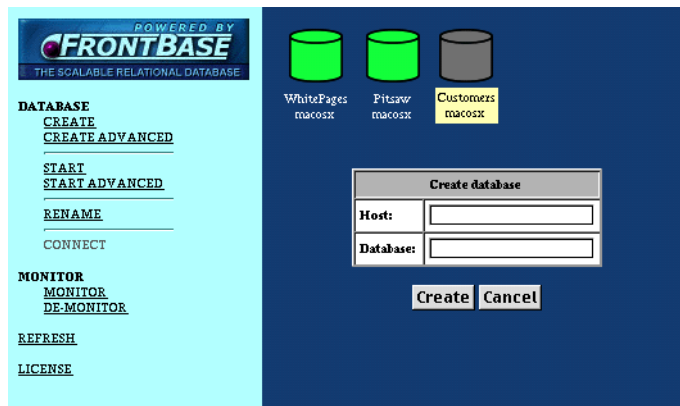 POWERED BY
FRONTBASE
THE SCALABLE RELATIONAL DATABASE
DATABASE
CREATE
CREATE ADVANCED
START
START ADVANCED
RENAME
CONNECT
MONITOR
MONITOR
DE-MONITOR
REFRESH
LICENSE
WhitePages Pitsaw Customers
macosx macosx macosx
Create database
Host:
Database:
Create Cancel